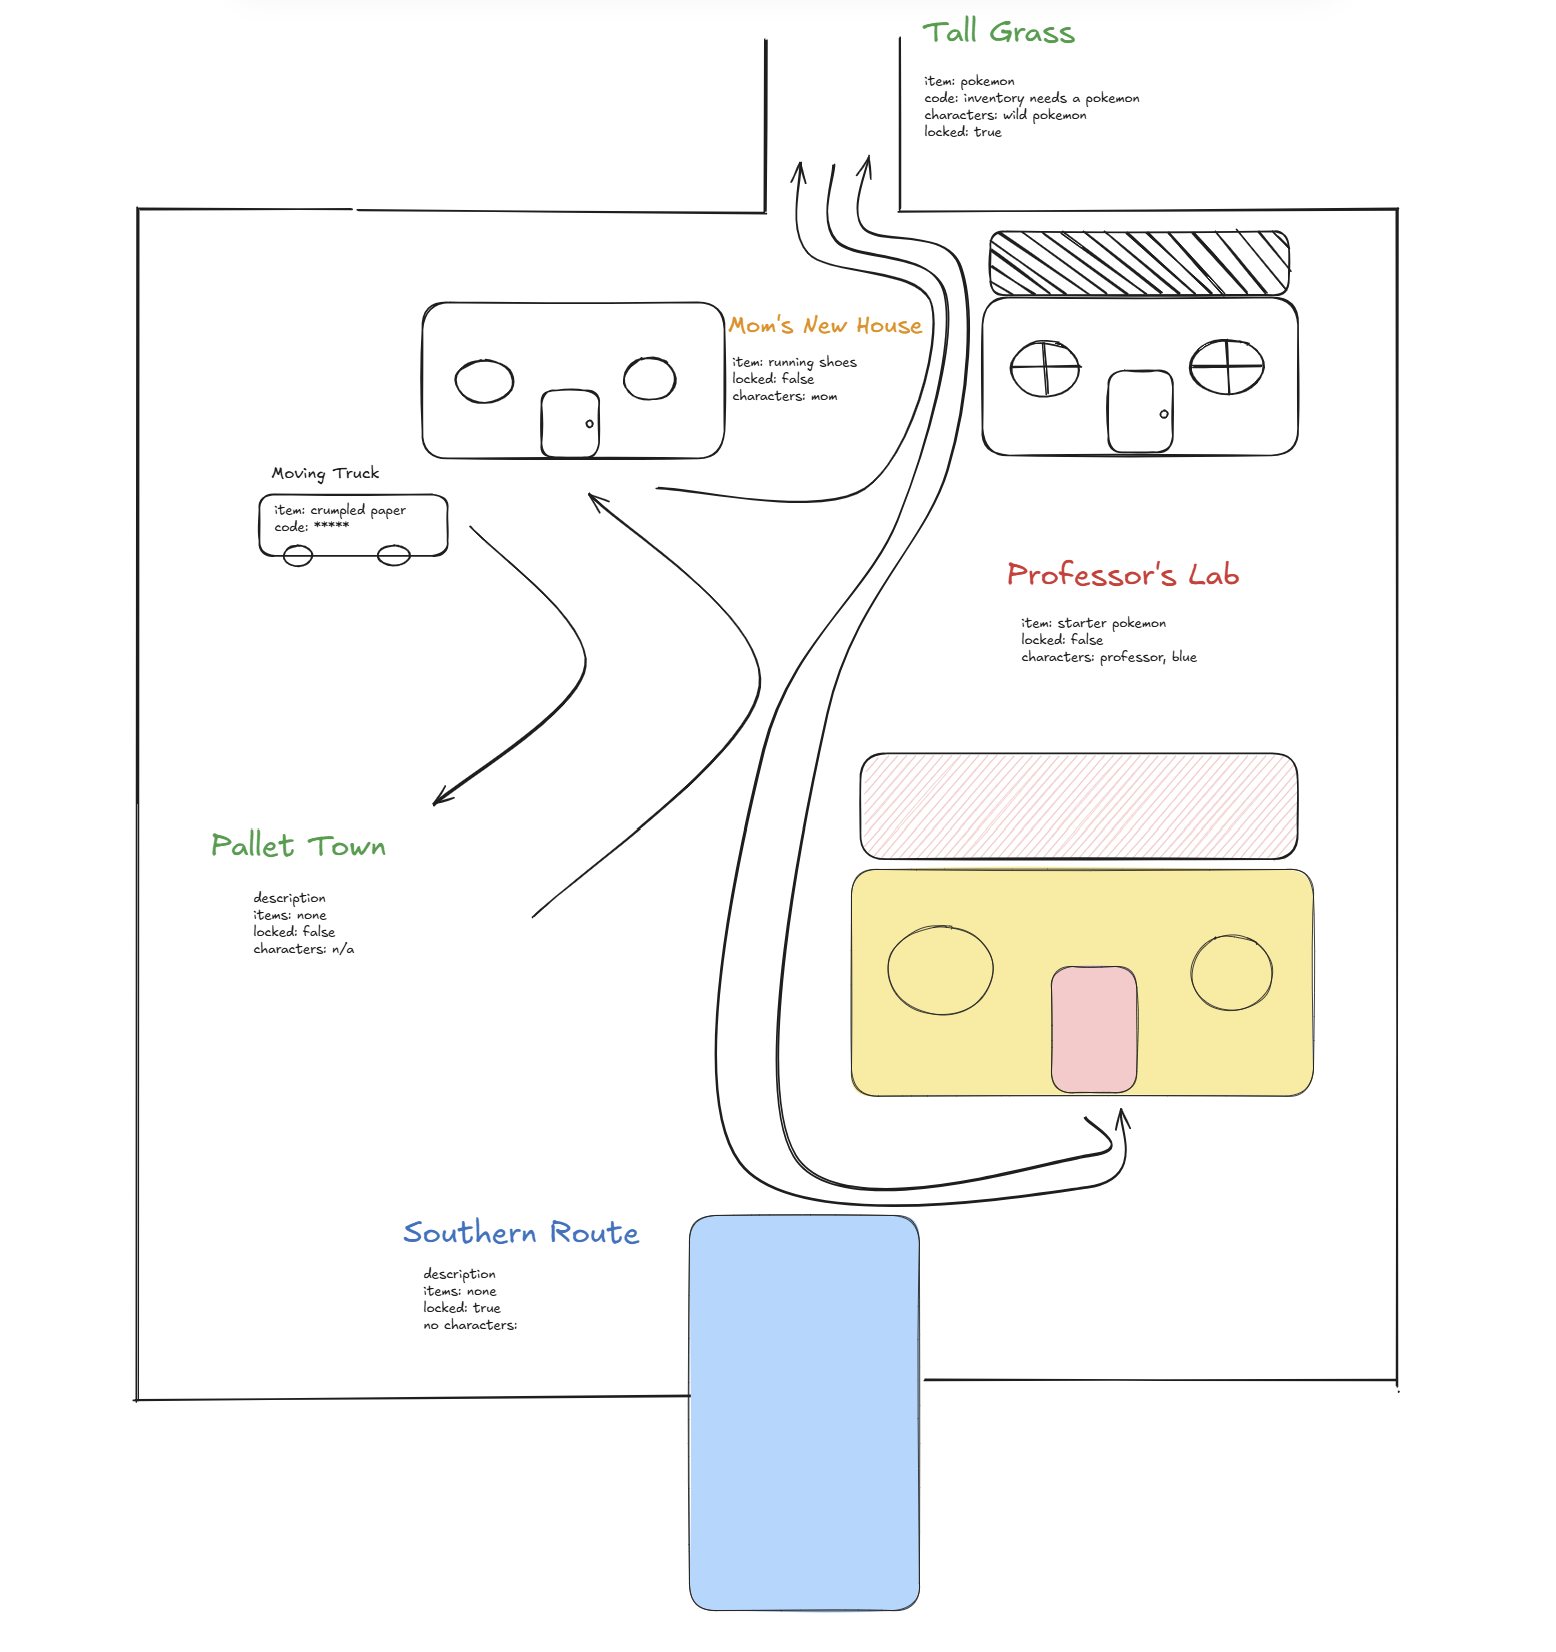 Tall Grass
item: pokemon
code: inventory needs a pokemon
characters: wild pokemon
locked: true
Mom's New House
item: running shoes
locked: false
characters: mom
Moving Truck
item: crumpled paper
code: *****
Professor's Lab
item: starter pokemon
locked: false
characters: professor, blue
Pallet Town
description
items: none
locked: false
characters: n/a
Southern Route
description
items: none
locked: true
no characters: